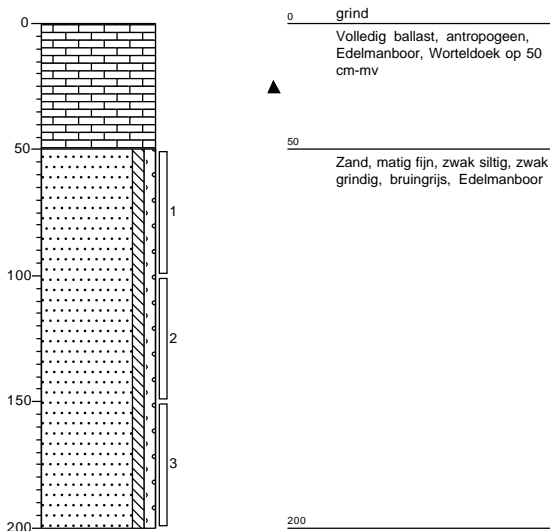 0
50
100
150
200
1
2
3
0
grind
Volledig ballast, antropogeen,
Edelmanboor, Worteldoek op 50
cm-mv
50
Zand, matig fijn, zwak siltig, zwak
grindig, bruingrijs, Edelmanboor
200